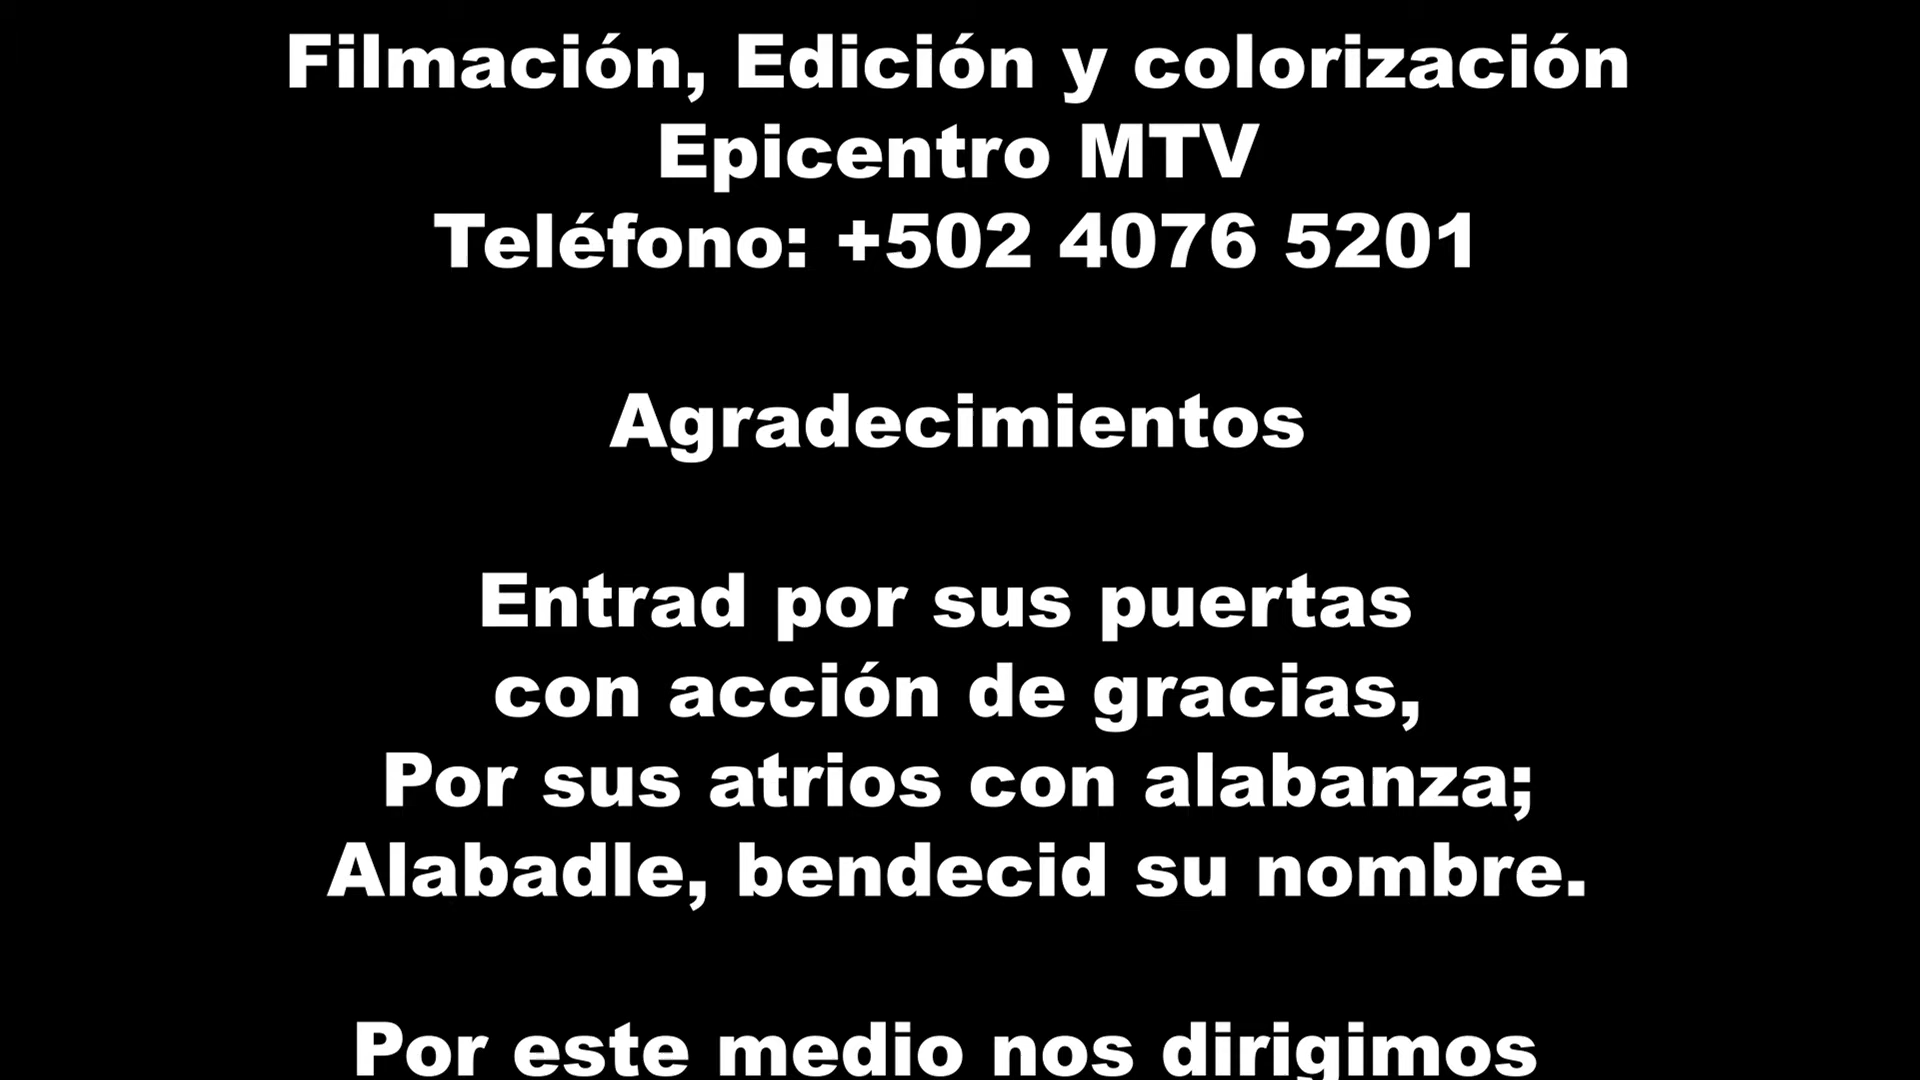 Filmación, Edición y colorización
Epicentro MTV
Teléfono: +502 4076 5201
Agradecimientos
Entrad por sus puertas
con acción de gracias,
Por sus atrios con alabanza;
Alabadle, bendecid su nombre.
Por este medio nos dirigimos